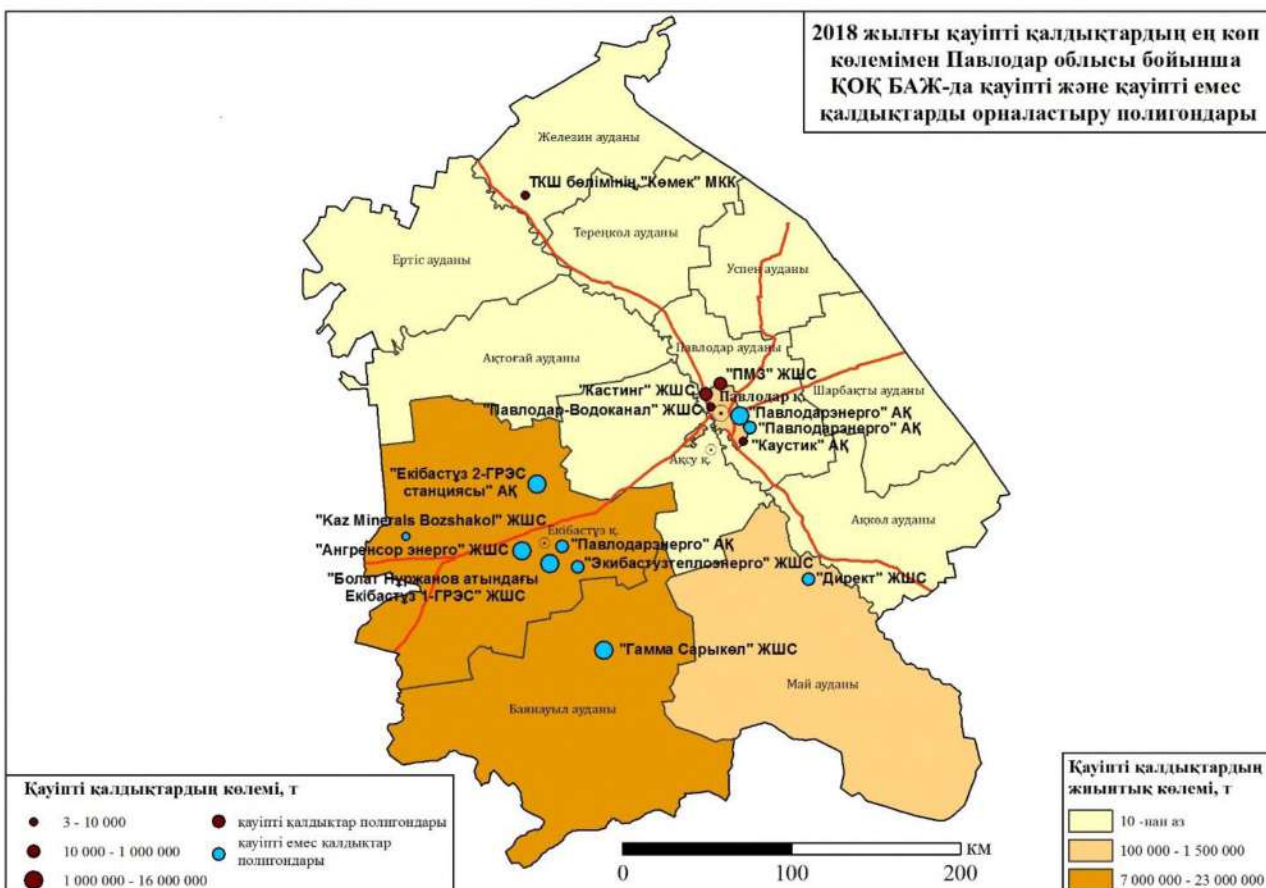 2018 жылғы қауіпті қалдықтардың ең көп
көлемімен Павлодар облысы бойынша
ҚОҚ БАЖ-да қауіпті және қауіпті емес
қалдықтарды орналастыру полигондары
Железин ауданы
ТКШ бөлімінің "Көмек" МКК
Тереңкөл ауданы
Ертіс ауданы
Успен ауданы
Ақтоғай ауданы
Павлодар ауданы
"ПМЗ" ЖШС
"Кастинг" ЖШС
Шарбақты ауданы
Павлодар қ.
"Павлодар-Водоканал" ЖШС
"Павлодарэнерго" АҚ
"Павлодарэнерго" АҚ
"Каустик" АҚ
Ақсу қ.
"Екібастұз 2-ГРЭС
станциясы" АҚ
"Kaz Minerals Bozshakol" ЖШС
Ақкөл ауданы
Екібастұз қ.
"Ангренсор энерго" ЖШС
"Павлодарэнерго" АҚ
"Экибастузтеплоэнерго" ЖШС
"Болат Нұржанов атындағы
Екібастұз 1-ГРЭС" ЖШС
"Директ" ЖШС
"Гамма Сарыкөл" ЖШС
Май ауданы
Баянауыл ауданы
Қауіпті қалдықтардың көлемі, т
3 - 10 000
10 000 - 1 000 000
1 000 000 - 16 000 000
қауіпті қалдықтар полигондары
қауіпті емес қалдықтар
полигондары
0 100 200 км
Қауіпті қалдықтардың
жиынтық көлемі, т
10 -нан аз
100 000 - 1 500 000
7 000 000 - 23 000 000